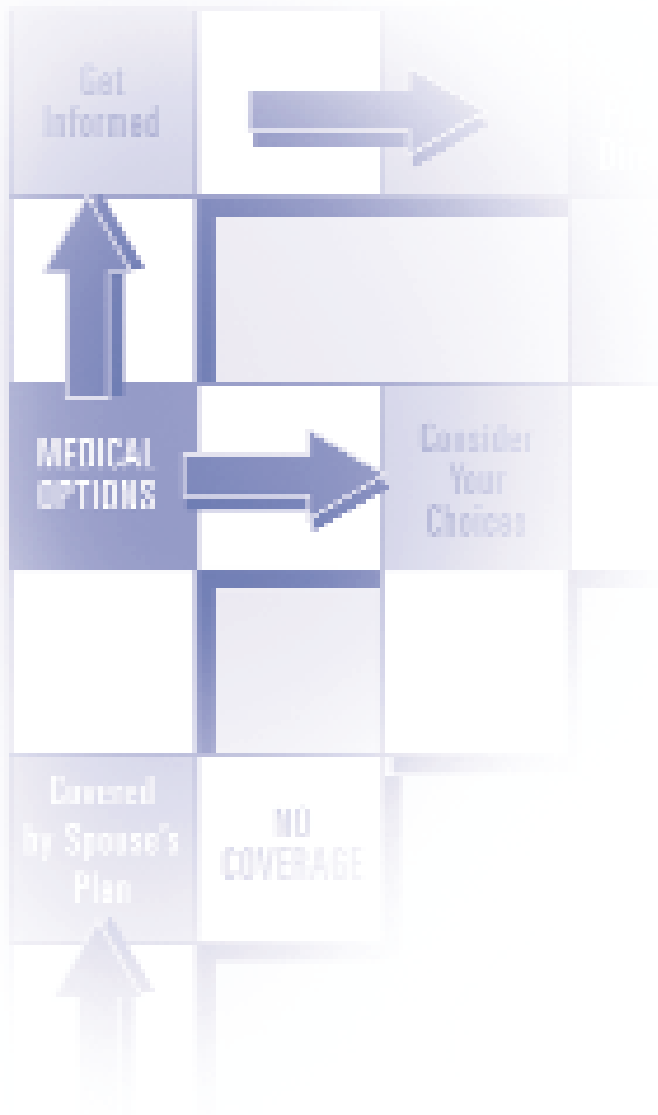 Get
Informed
MEDICAL
OPTIONS
Consider
Your
Choices
Covered
by Spouse's
Plan
NO
COVERAGE